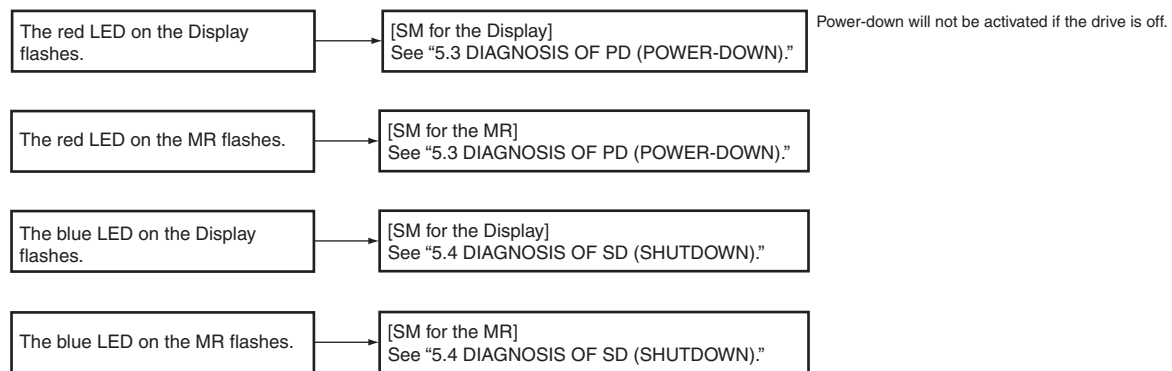 The red LED on the Display
flashes.
[SM for the Display]
See “5.3 DIAGNOSIS OF PD (POWER-DOWN).”
Power-down will not be activated if the drive is off.
The red LED on the MR flashes.
[SM for the MR]
See “5.3 DIAGNOSIS OF PD (POWER-DOWN).”
The blue LED on the Display
flashes.
[SM for the Display]
See “5.4 DIAGNOSIS OF SD (SHUTDOWN).”
The blue LED on the MR flashes.
[SM for the MR]
See “5.4 DIAGNOSIS OF SD (SHUTDOWN).”